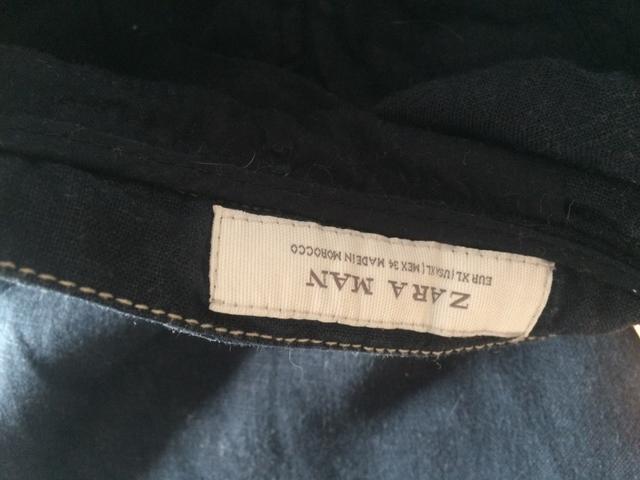 ZARA MAN
EUR XL | USA XL | MEX 34 MADE IN MOROCCO